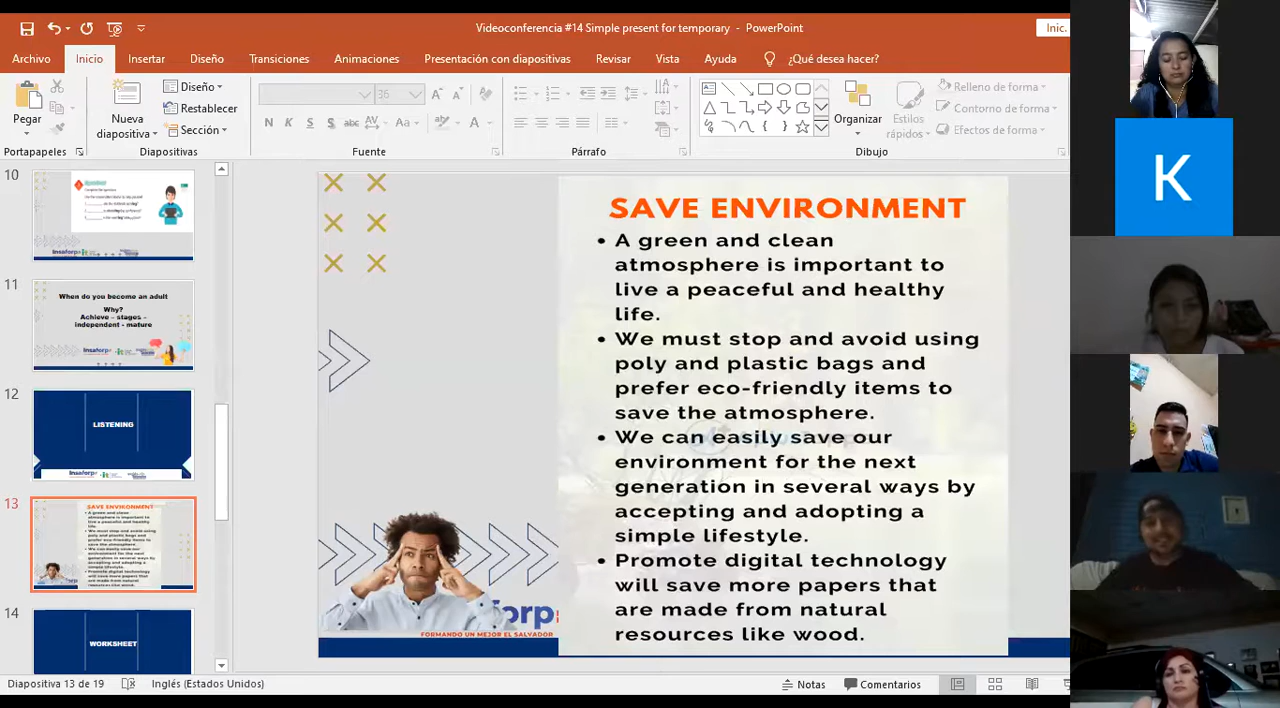 Videoconferencia #14 Simple present for temporary - PowerPoint
Inic.
Archivo
Inicio
Insertar
Diseño
Transiciones
Animaciones
Presentación con diapositivas
Revisar
Vista
Ayuda
¿Qué desea hacer?
Pegar
Nueva
diapositiva
Diseño
Restablecer
Sección
36
N K S S abc AV Aa A
Organizar
Estilos
rápidos
Relleno de forma
Contorno de forma
Efectos de forma
Portapapeles
Diapositivas
Fuente
Párrafo
Dibujo
10
11
When do you become an adult
Why?
Achieve – stages –
independent - mature
12
LISTENING
13
14
WORKSHEET
SAVE ENVIRONMENT
• A green and clean
atmosphere is important to
live a peaceful and healthy
life.
• We must stop and avoid using
poly and plastic bags and
prefer eco-friendly items to
save the atmosphere.
• We can easily save our
environment for the next
generation in several ways by
accepting and adopting a
simple lifestyle.
• Promote digital technology
will save more papers that
are made from natural
resources like wood.
FORMANDO UN MEJOR EL SALVADOR
K
Diapositiva 13 de 19
Inglés (Estados Unidos)
Notas
Comentarios